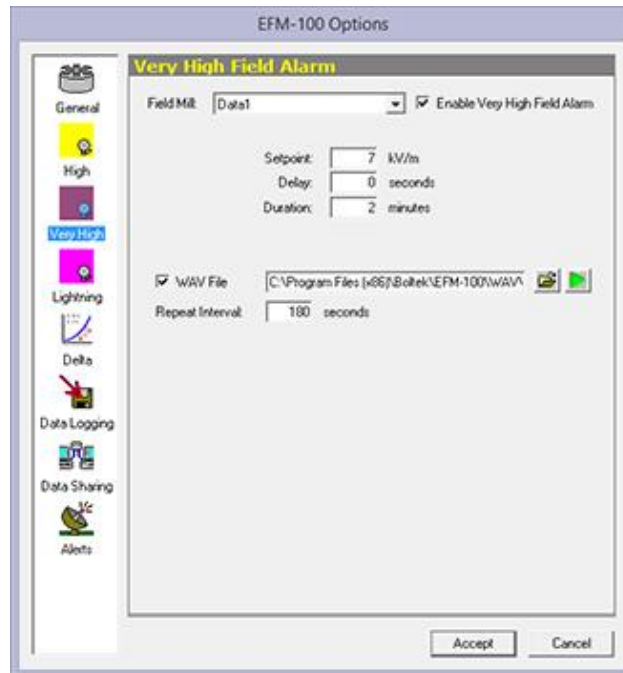 EFM-100 Options
General
High
Very High
Lightning
Delta
Data Logging
Data Sharing
Alerts
Very High Field Alarm
Field Mill: Data1 Enable Very High Field Alarm
Setpoint: 7 kV/m
Delay: 0 seconds
Duration: 2 minutes
WAV File C:\Program Files (x86)\Boltek\EFM-100\WAV\
Repeat Interval: 180 seconds
Accept Cancel